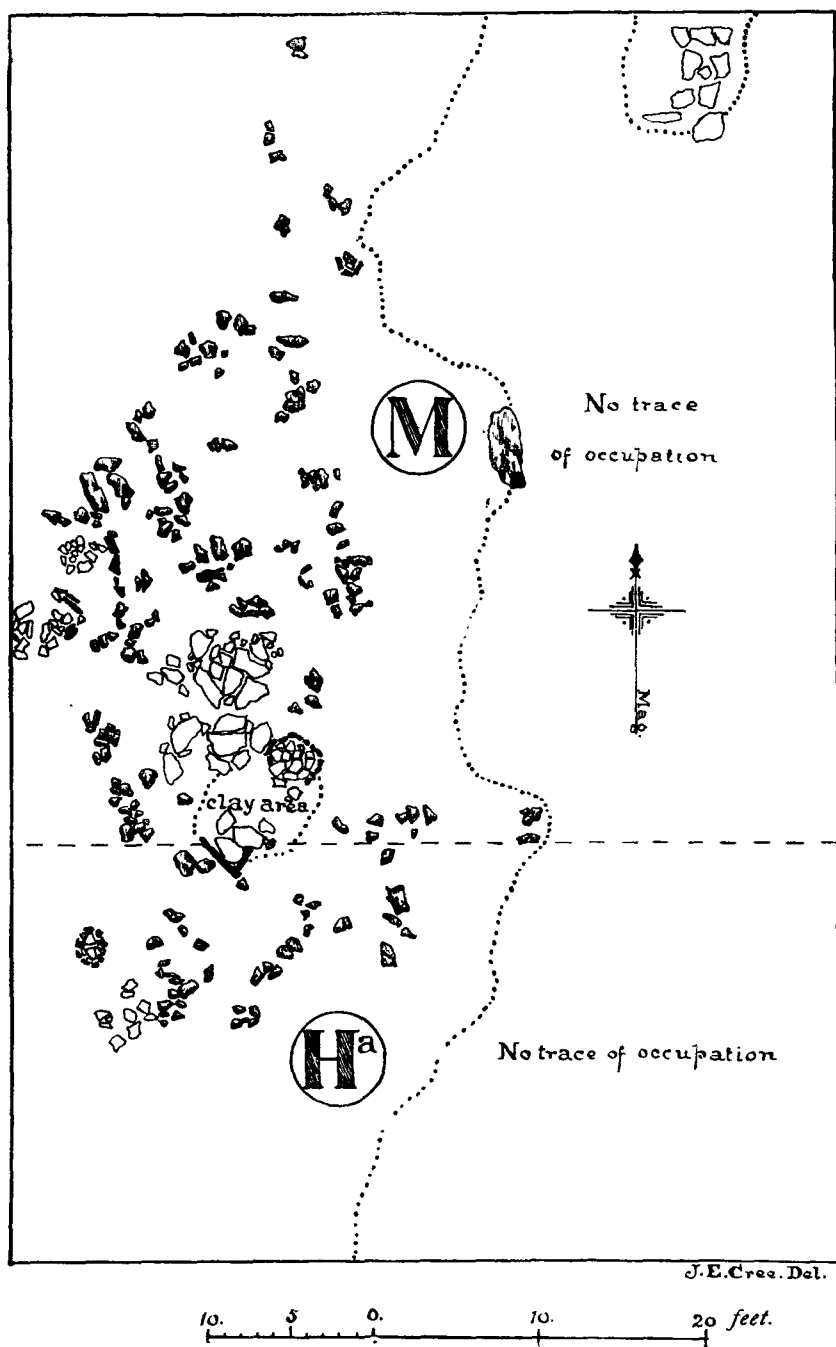 M
No trace
of occupation
Mag.
clay area
Hª
No trace of occupation
J.E.Cree. Del.
10. 5 0. 10. 20 feet.